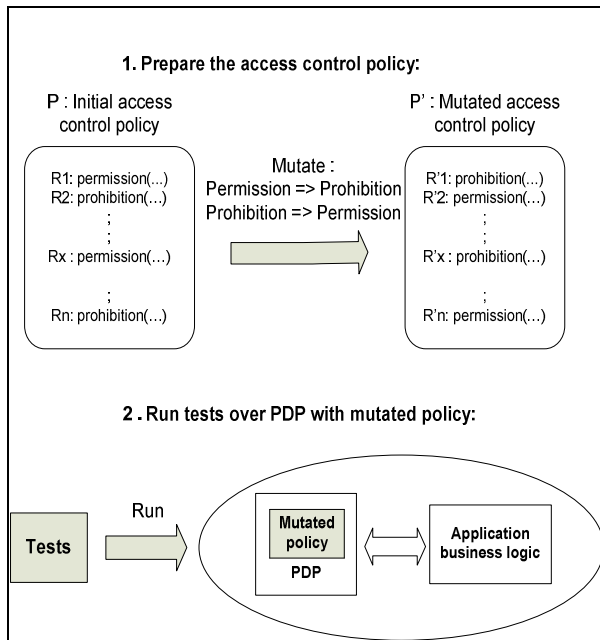 1. Prepare the access control policy:
P : Initial access
control policy
R1: permission(...)
R2: prohibition(...)
;
;
Rx : permission(...)
;
Rn: prohibition(...)
Mutate :
Permission => Prohibition
Prohibition => Permission
P' : Mutated access
control policy
R'1: prohibition(...)
R'2: permission(...)
;
;
R'x : prohibition(...)
;
R'n: permission(...)
2 . Run tests over PDP with mutated policy:
Tests
Run
Mutated
policy
PDP
Application
business logic